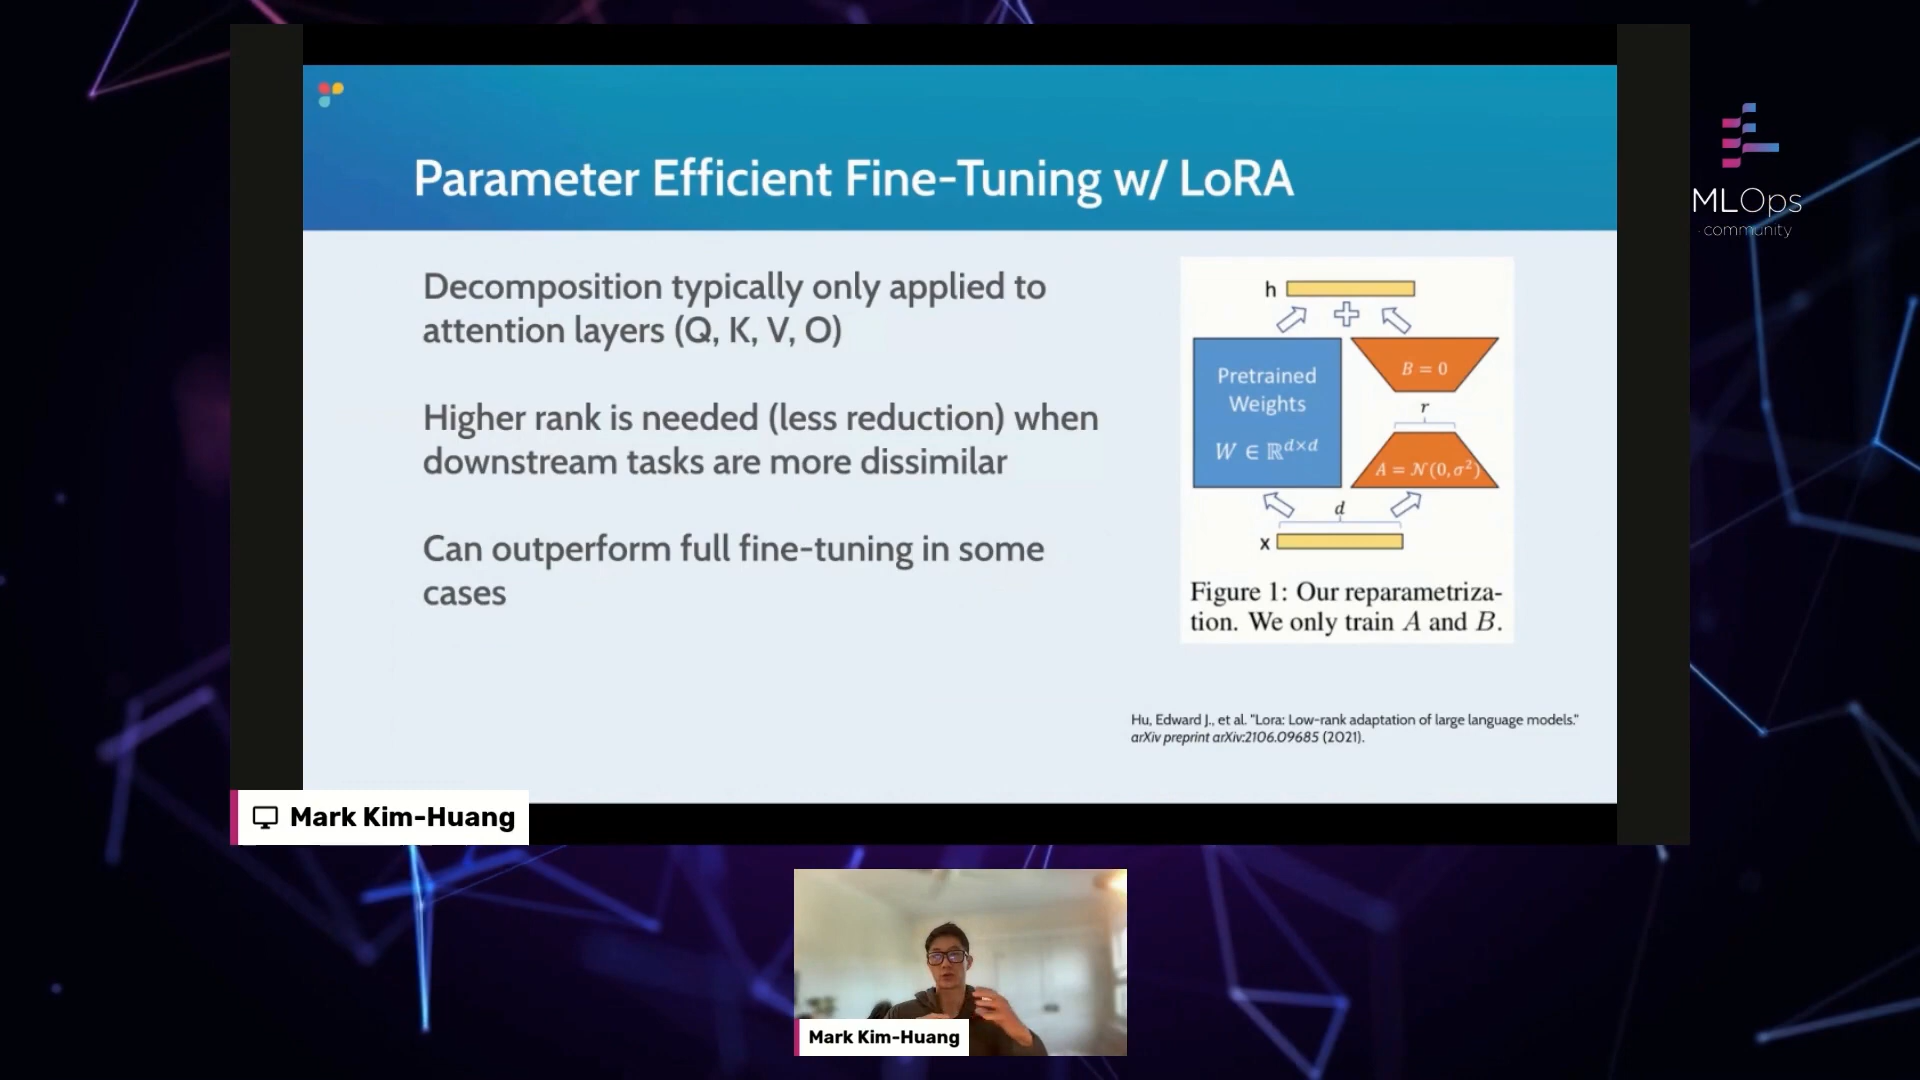 Parameter Efficient Fine-Tuning w/ LoRA
MLOps
community
Decomposition typically only applied to
attention layers (Q, K, V, O)
Higher rank is needed (less reduction) when
downstream tasks are more dissimilar
Can outperform full fine-tuning in some
cases
h
Pretrained
Weights
W ∈ ℝ^{d×d}
B = 0
r
A = 𝒩(0, σ²)
d
x
Figure 1: Our reparametriza-
tion. We only train A and B.
Hu, Edward J., et al. "Lora: Low-rank adaptation of large language models."
arXiv preprint arXiv:2106.09685 (2021).
Mark Kim-Huang
Mark Kim-Huang